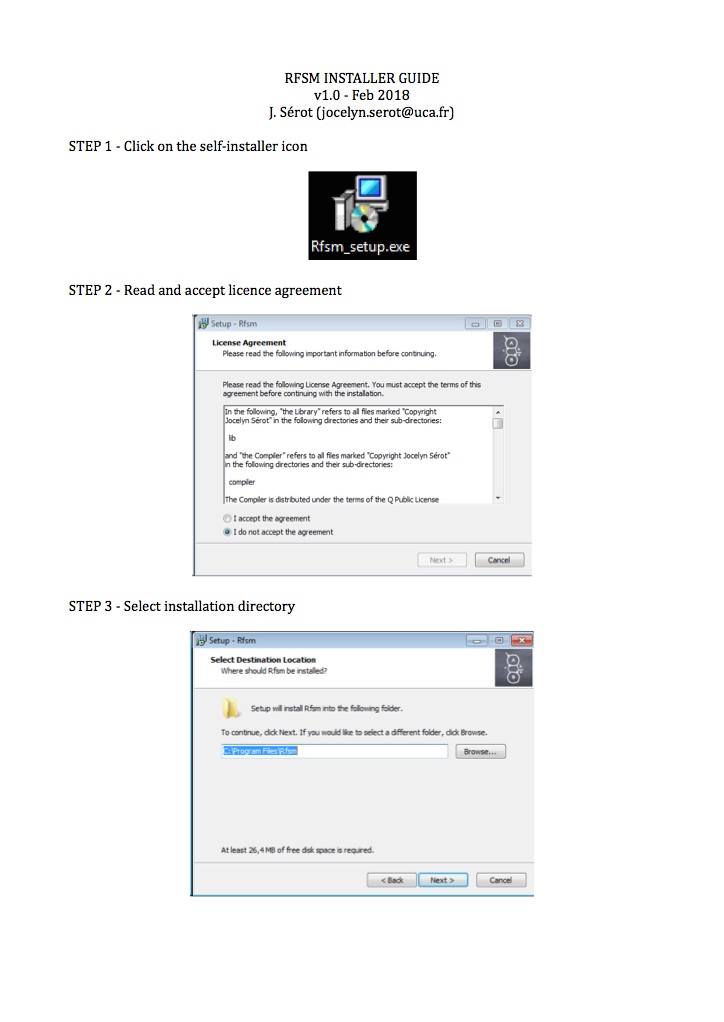 RFSM INSTALLER GUIDE
v1.0 - Feb 2018
J. Sérot (jocelyn.serot@uca.fr)
STEP 1 - Click on the self-installer icon
Rfsm_setup.exe
STEP 2 - Read and accept licence agreement
Setup - Rfsm
License Agreement
Please read the following important information before continuing.
Please read the following License Agreement. You must accept the terms of this
agreement before continuing with the installation.
In the following, "the Library" refers to all files marked "Copyright
Jocelyn Sérot" in the following directories and their sub-directories:
lib
and "the Compiler" refers to all files marked "Copyright Jocelyn Sérot"
in the following directories and their sub-directories:
compiler
The Compiler is distributed under the terms of the Q Public License
I accept the agreement
I do not accept the agreement
Next >
Cancel
STEP 3 - Select installation directory
Setup - Rfsm
Select Destination Location
Where should Rfsm be installed?
Setup will install Rfsm into the following folder.
To continue, click Next. If you would like to select a different folder, click Browse.
C:\Program Files\Rfsm
Browse...
At least 26,4 MB of free disk space is required.
< Back
Next >
Cancel